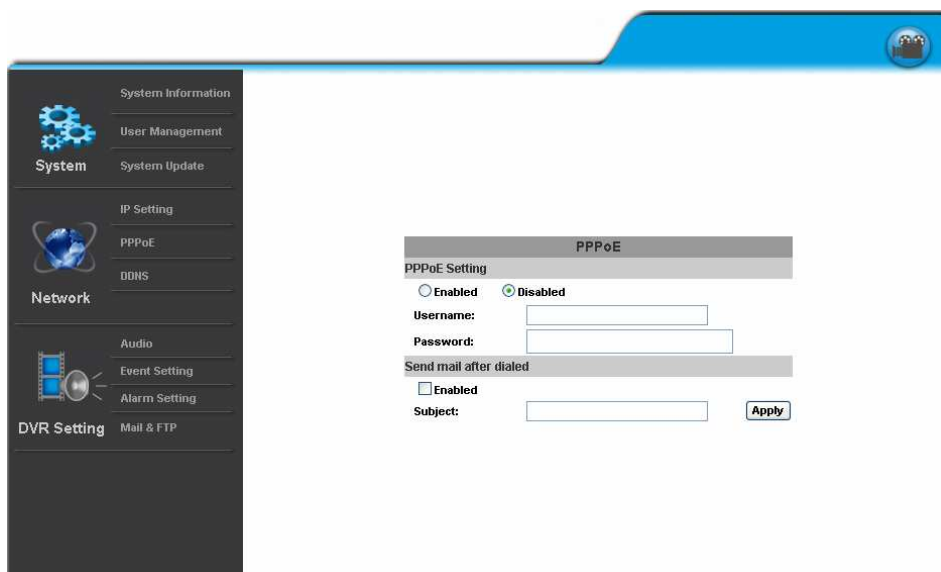 System Information
User Management
System Update
System
IP Setting
PPPoE
DDNS
Network
Audio
Event Setting
Alarm Setting
Mail & FTP
DVR Setting
PPPoE
PPPoE Setting
Enabled Disabled
Username:
Password:
Send mail after dialed
Enabled
Subject: Apply